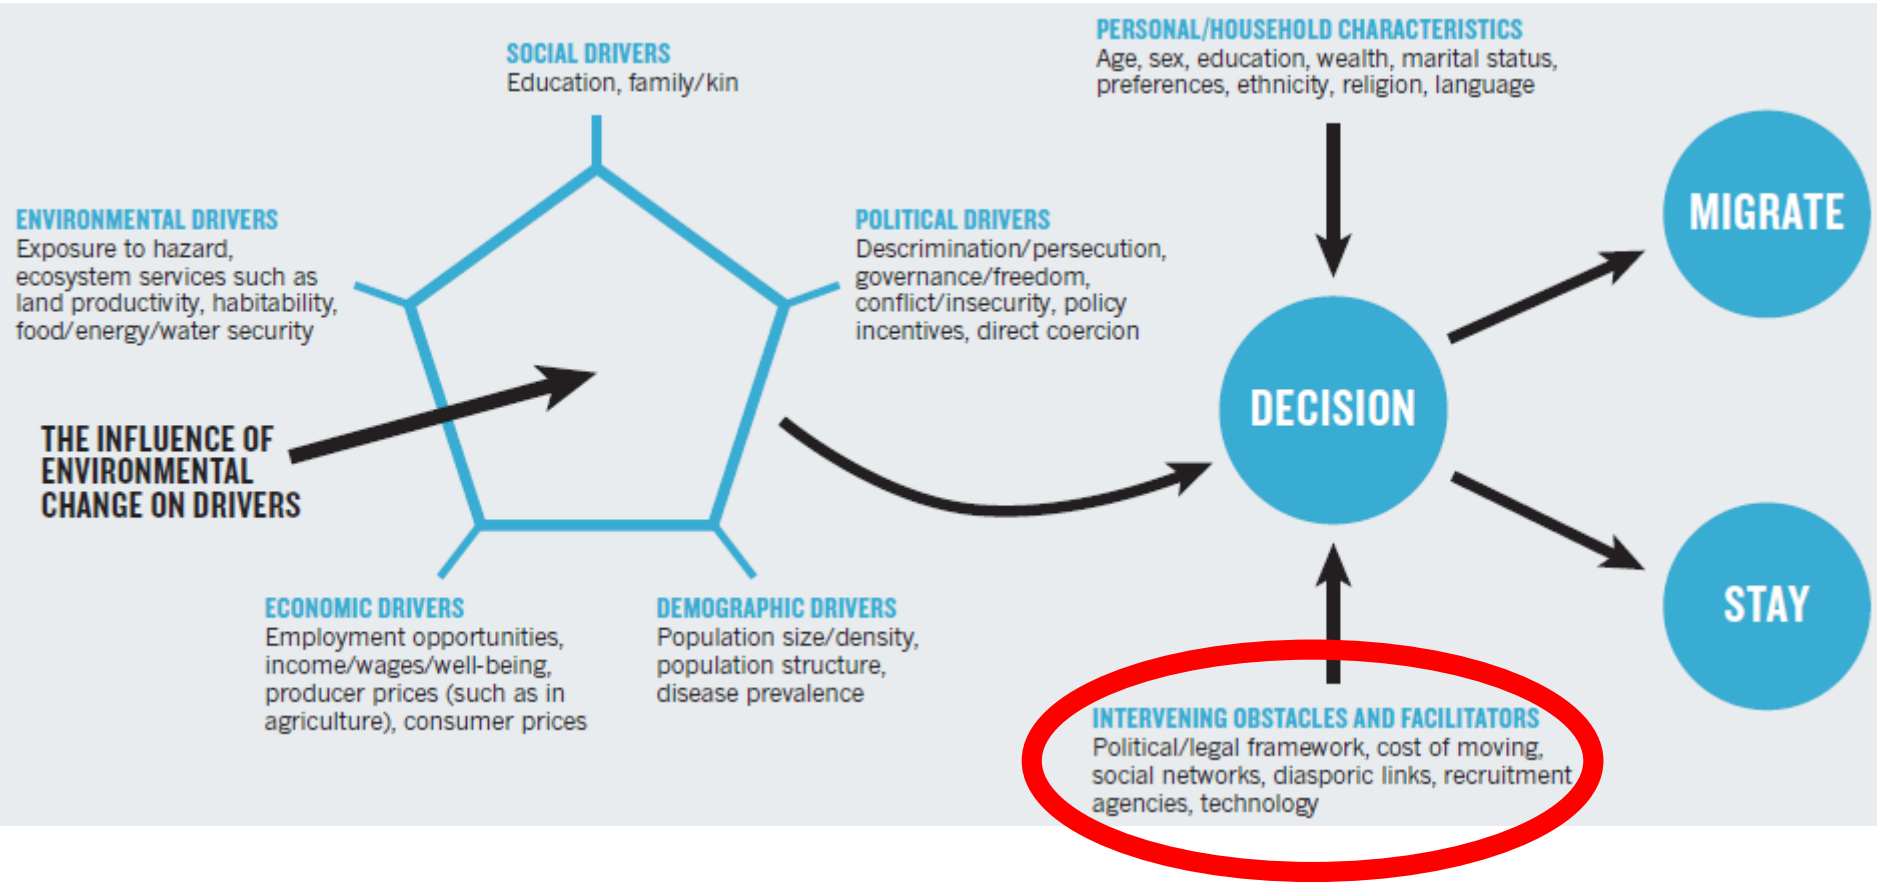 SOCIAL DRIVERS
Education, family/kin
PERSONAL/HOUSEHOLD CHARACTERISTICS
Age, sex, education, wealth, marital status,
preferences, ethnicity, religion, language
ENVIRONMENTAL DRIVERS
Exposure to hazard,
ecosystem services such as
land productivity, habitability,
food/energy/water security
POLITICAL DRIVERS
Descrimination/persecution,
governance/freedom,
conflict/insecurity, policy
incentives, direct coercion
MIGRATE
DECISION
THE INFLUENCE OF
ENVIRONMENTAL
CHANGE ON DRIVERS
STAY
ECONOMIC DRIVERS
Employment opportunities,
income/wages/well-being,
producer prices (such as in
agriculture), consumer prices
DEMOGRAPHIC DRIVERS
Population size/density,
population structure,
disease prevalence
INTERVENING OBSTACLES AND FACILITATORS
Political/legal framework, cost of moving,
social networks, diasporic links, recruitment
agencies, technology